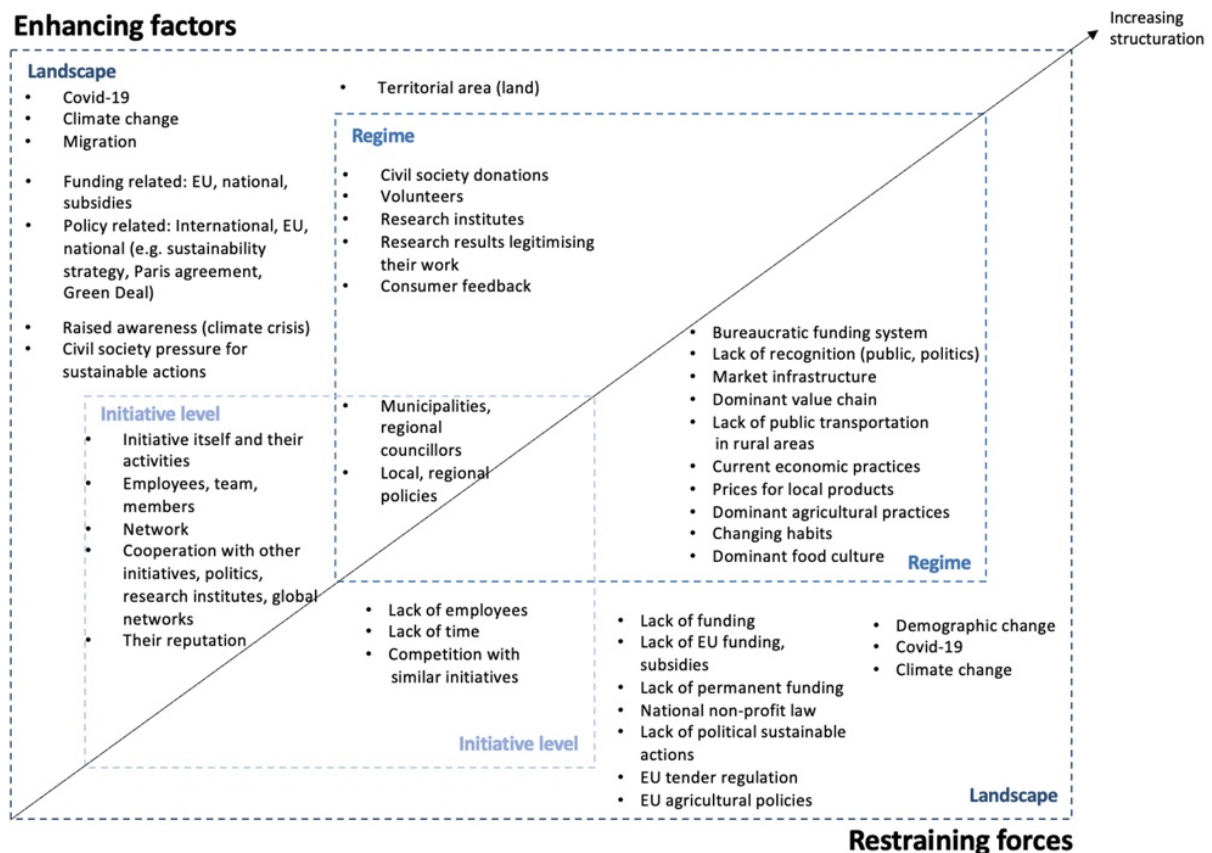 Enhancing factors
Increasing
structuration
Landscape
• Covid-19
• Climate change
• Migration
• Funding related: EU, national,
subsidies
• Policy related: International, EU,
national (e.g. sustainability
strategy, Paris agreement,
Green Deal)
• Raised awareness (climate crisis)
• Civil society pressure for
sustainable actions
• Territorial area (land)
Regime
• Civil society donations
• Volunteers
• Research institutes
• Research results legitimising
their work
• Consumer feedback
Initiative level
• Initiative itself and their
activities
• Employees, team,
members
• Network
• Cooperation with other
initiatives, politics,
research institutes, global
networks
• Their reputation
• Municipalities,
regional
councillors
• Local, regional
policies
• Bureaucratic funding system
• Lack of recognition (public, politics)
• Market infrastructure
• Dominant value chain
• Lack of public transportation
in rural areas
• Current economic practices
• Prices for local products
• Dominant agricultural practices
• Changing habits
• Dominant food culture
Regime
• Lack of employees
• Lack of time
• Competition with
similar initiatives
Initiative level
• Lack of funding
• Lack of EU funding,
subsidies
• Lack of permanent funding
• National non-profit law
• Lack of political sustainable
actions
• EU tender regulation
• EU agricultural policies
• Demographic change
• Covid-19
• Climate change
Landscape
Restraining forces